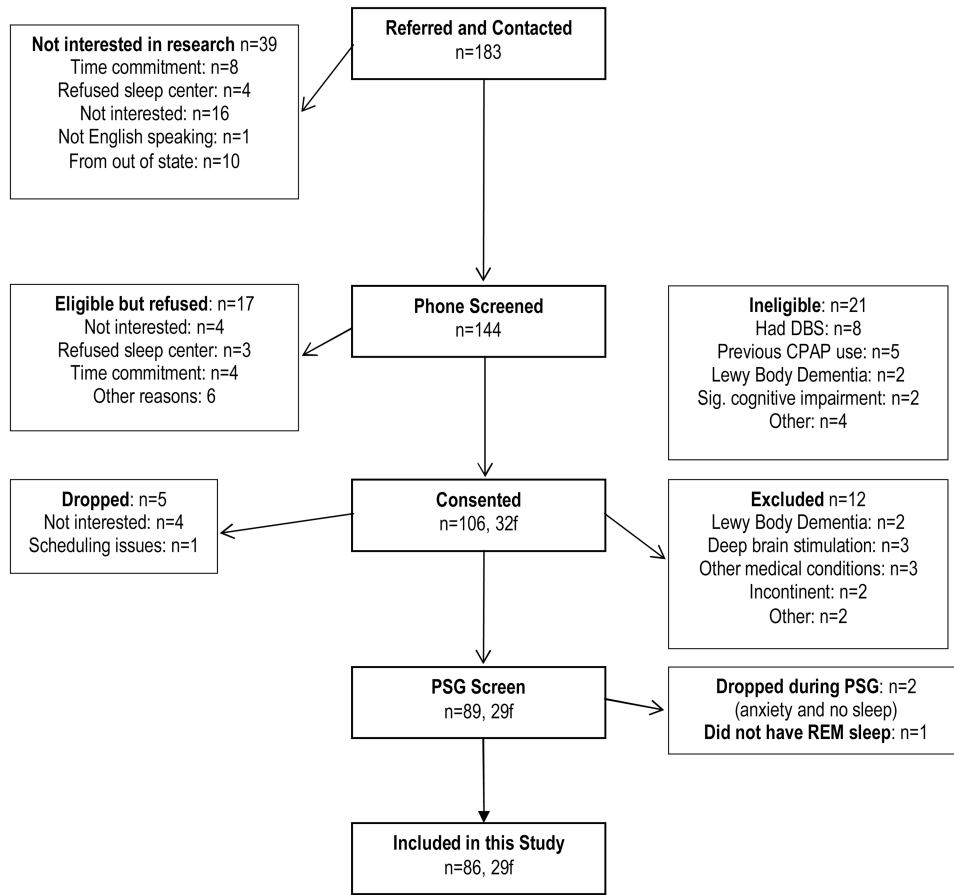 Referred and Contacted
n=183
Not interested in research n=39
Time commitment: n=8
Refused sleep center: n=4
Not interested: n=16
Not English speaking: n=1
From out of state: n=10
Phone Screened
n=144
Eligible but refused: n=17
Not interested: n=4
Refused sleep center: n=3
Time commitment: n=4
Other reasons: 6
Ineligible: n=21
Had DBS: n=8
Previous CPAP use: n=5
Lewy Body Dementia: n=2
Sig. cognitive impairment: n=2
Other: n=4
Consented
n=106, 32f
Dropped: n=5
Not interested: n=4
Scheduling issues: n=1
Excluded n=12
Lewy Body Dementia: n=2
Deep brain stimulation: n=3
Other medical conditions: n=3
Incontinent: n=2
Other: n=2
PSG Screen
n=89, 29f
Dropped during PSG: n=2
(anxiety and no sleep)
Did not have REM sleep: n=1
Included in this Study
n=86, 29f